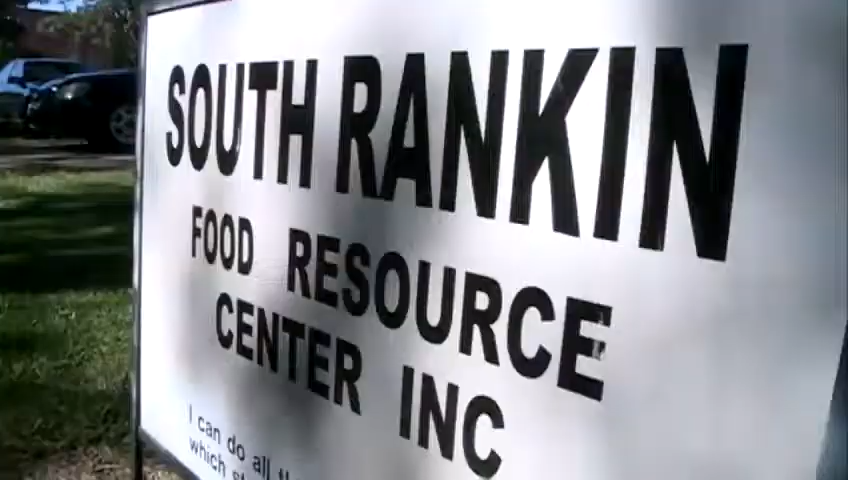 SOUTH RANKIN
FOOD RESOURCE
CENTER INC
I can do all
which